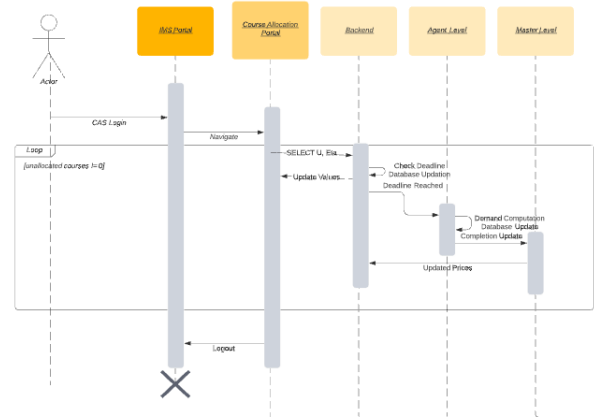 IMS Portal
Course Allocation
Portal
Backend
Agent Level
Master Level
Actor
CAS Login
Navigate
Loop
[unallocated courses != 0]
SELECT U, Eta
Check Deadline
Database Updation
Update Values
Deadline Reached
Demand Computation
Database Update
Completion Update
Updated Prices
Logout